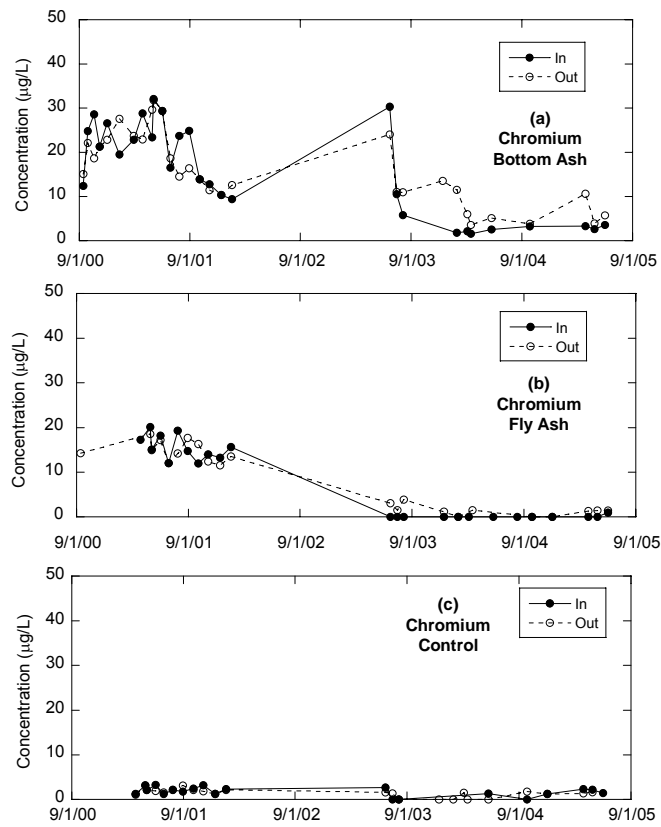 50
40
30
20
10
0
Concentration (µg/L)
In
Out
(a)
Chromium
Bottom Ash
9/1/00 9/1/01 9/1/02 9/1/03 9/1/04 9/1/05
50
40
30
20
10
0
Concentration (µg/L)
In
Out
(b)
Chromium
Fly Ash
9/1/00 9/1/01 9/1/02 9/1/03 9/1/04 9/1/05
50
40
30
20
10
0
Concentration (µg/L)
(c)
Chromium
Control
In
Out
9/1/00 9/1/01 9/1/02 9/1/03 9/1/04 9/1/05